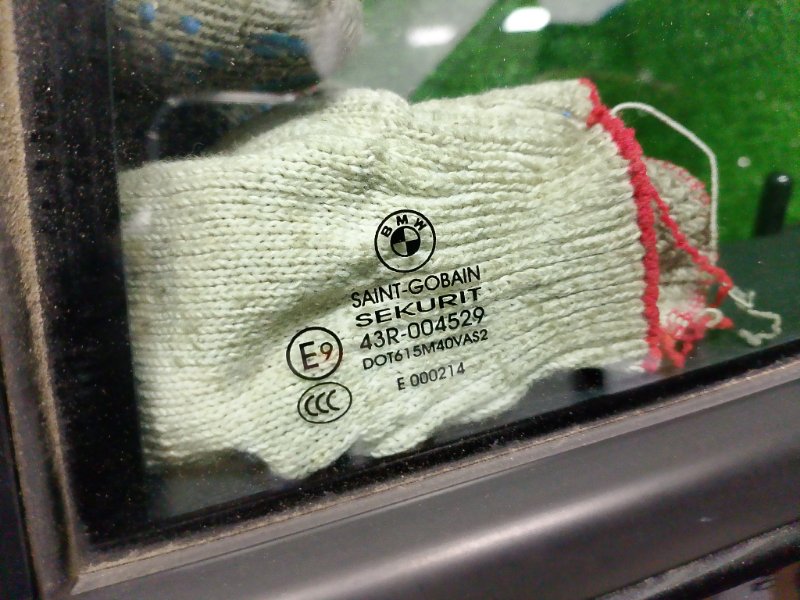 BMW
SAINT-GOBAIN
SEKURIT
43R-004529
DOT615M40VAS2
E 000214
E9
CCC